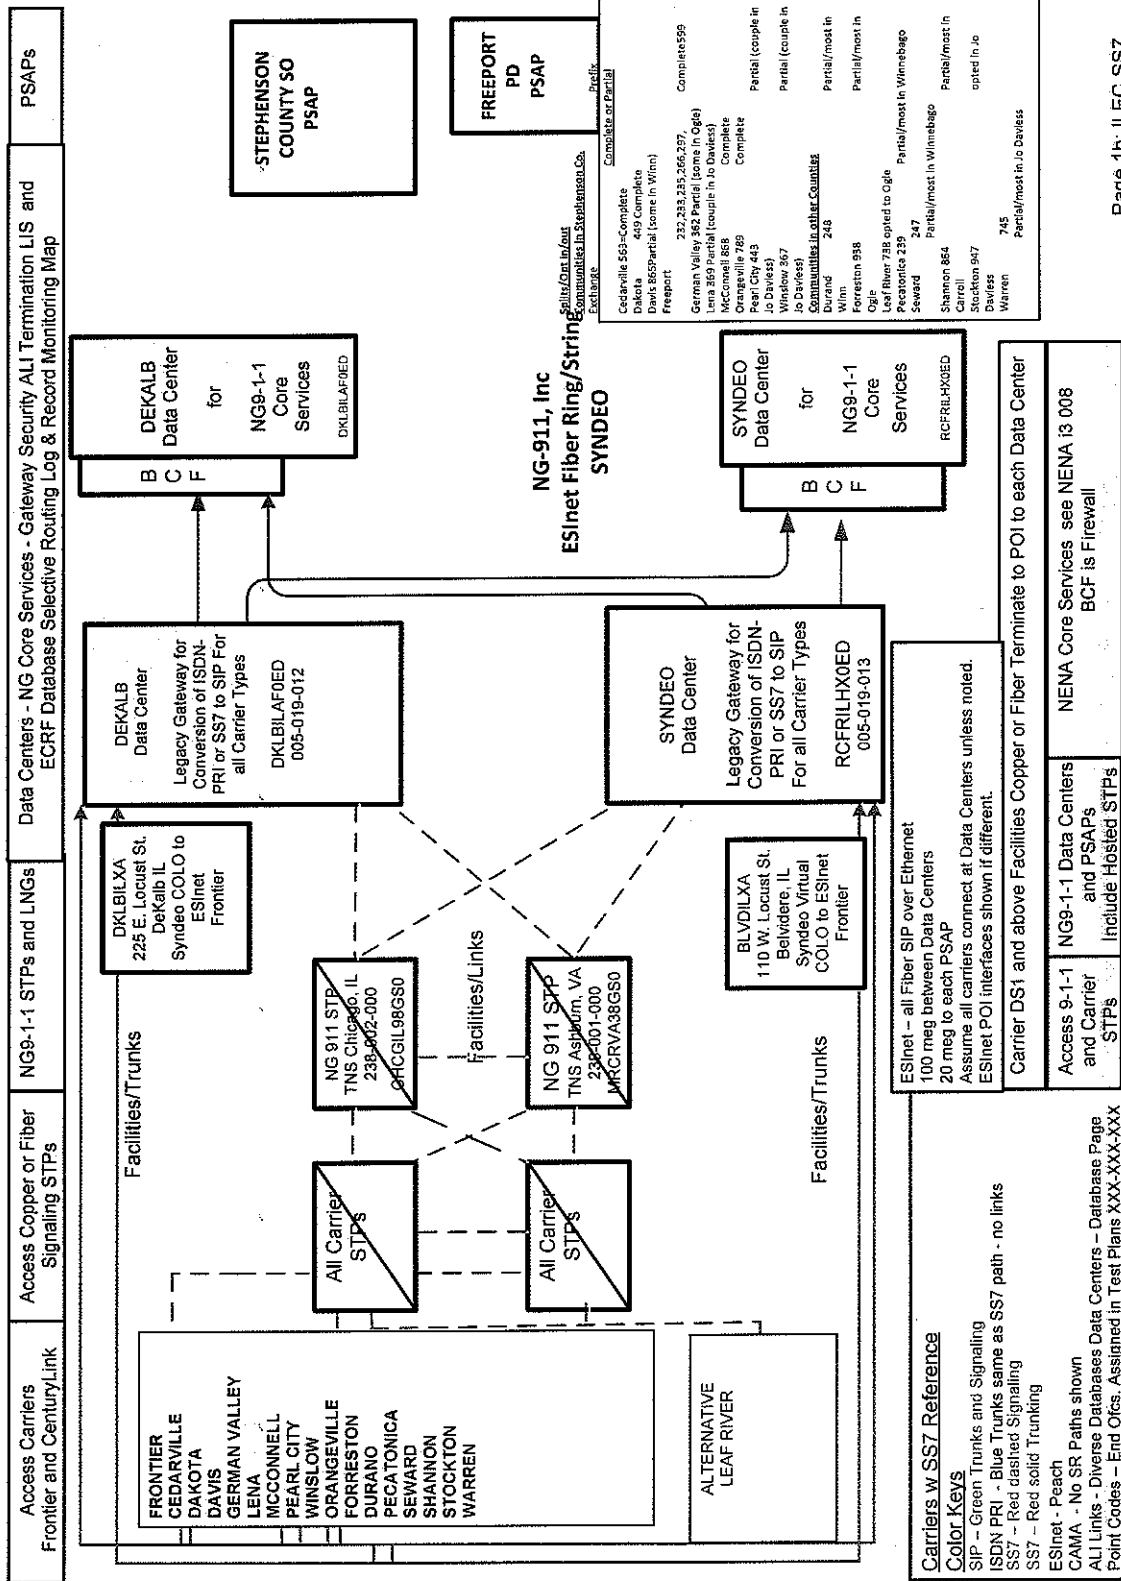 Access Carriers
Frontier and CenturyLink
Access Copper or Fiber
Signaling STPs
NG9-1-1 STPs and LNGs
Data Centers - NG Core Services - Gateway Security ALI Termination LIS and
ECRF Database Selective Routing Log & Record Monitoring Map
PSAPs
Facilities/Trunks
FRONTIER
CEDARVILLE
DAKOTA
DAVIS
GERMAN VALLEY
LENA
MCCONNELL
PEARL CITY
WINSLOW
ORANGEVILLE
FORRESTON
DURAND
PECATONICA
SEWARD
SHANNON
STOCKTON
WARREN
ALTERNATIVE
LEAF RIVER
All Carrier
STPs
All Carrier
STPs
NG 911 STP
TNS Chicago, IL
238-002-000
CHCGIL98GS0
Facilities/Links
NG 911 STP
TNS Ashburn, VA
238-001-000
MRCRVA38GS0
Facilities/Trunks
DKLBILXA
225 E. Locust St.
DeKalb IL
Syndeo COLO to
ESInet
Frontier
BLVDILXA
110 W. Locust St.
Belvidere, IL
Syndeo Virtual
COLO to ESInet
Frontier
DEKALB
Data Center
Legacy Gateway for
Conversion of ISDN-
PRI or SS7 to SIP For
all Carrier Types
DKLBILAF0ED
005-019-012
SYNDEO
Data Center
Legacy Gateway for
Conversion of ISDN-
PRI or SS7 to SIP
For all Carrier Types
RCFRILHX0ED
005-019-013
B
C
F
DEKALB
Data Center
for
NG9-1-1
Core
Services
DKLBILAF0ED
NG-911, Inc
ESInet Fiber Ring/String
SYNDEO
B
C
F
SYNDEO
Data Center
for
NG9-1-1
Core
Services
RCFRILHX0ED
STEPHENSON
COUNTY SO
PSAP
FREEPORT
PD
PSAP
Splits/Opt in/out
Communities in Stephenson Co.
Exchange Prefix
Complete or Partial
Cedarville 563=Complete
Dakota 449 Complete
Davis 865Partial (some in Winn)
Freeport
232,233,235,266,297, Complete599
German Valley 362 Partial (some in Ogle)
Lena 369 Partial (couple in Jo Daviess)
McConnell 868 Complete
Orangeville 789 Complete
Pearl City 443 Partial (couple in
Jo Daviess)
Winslow 367 Partial (couple in
Jo Daviess)
Communities in other Counties
Durand 248 Partial/most in
Winn
Forreston 938 Partial/most in
Ogle
Leaf River 738 opted to Ogle
Pecatonica 239 Partial/most in Winnebago
Seward 247
Partial/most in Winnebago
Shannon 864 Partial/most in
Carroll
Stockton 947 opted in Jo
Daviess
Warren 745
Partial/most in Jo Daviess
Carriers w SS7 Reference
Color Keys
SIP – Green Trunks and Signaling
ISDN PRI - Blue Trunks same as SS7 path - no links
SS7 – Red dashed Signaling
SS7 – Red solid Trunking
ESInet - Peach
CAMA - No SR Paths shown
ALI Links - Diverse Databases Data Centers – Database Page
Point Codes – End Ofcs. Assigned in Test Plans XXX-XXX-XXX
ESInet – all Fiber SIP over Ethernet
100 meg between Data Centers
20 meg to each PSAP
Assume all carriers connect at Data Centers unless noted.
ESInet POI interfaces shown if different.
Carrier DS1 and above Facilities Copper or Fiber Terminate to POI to each Data Center
Access 9-1-1
and Carrier
STPs
NG9-1-1 Data Centers
and PSAPs
Include Hosted STPs
NENA Core Services see NENA i3 008
BCF is Firewall